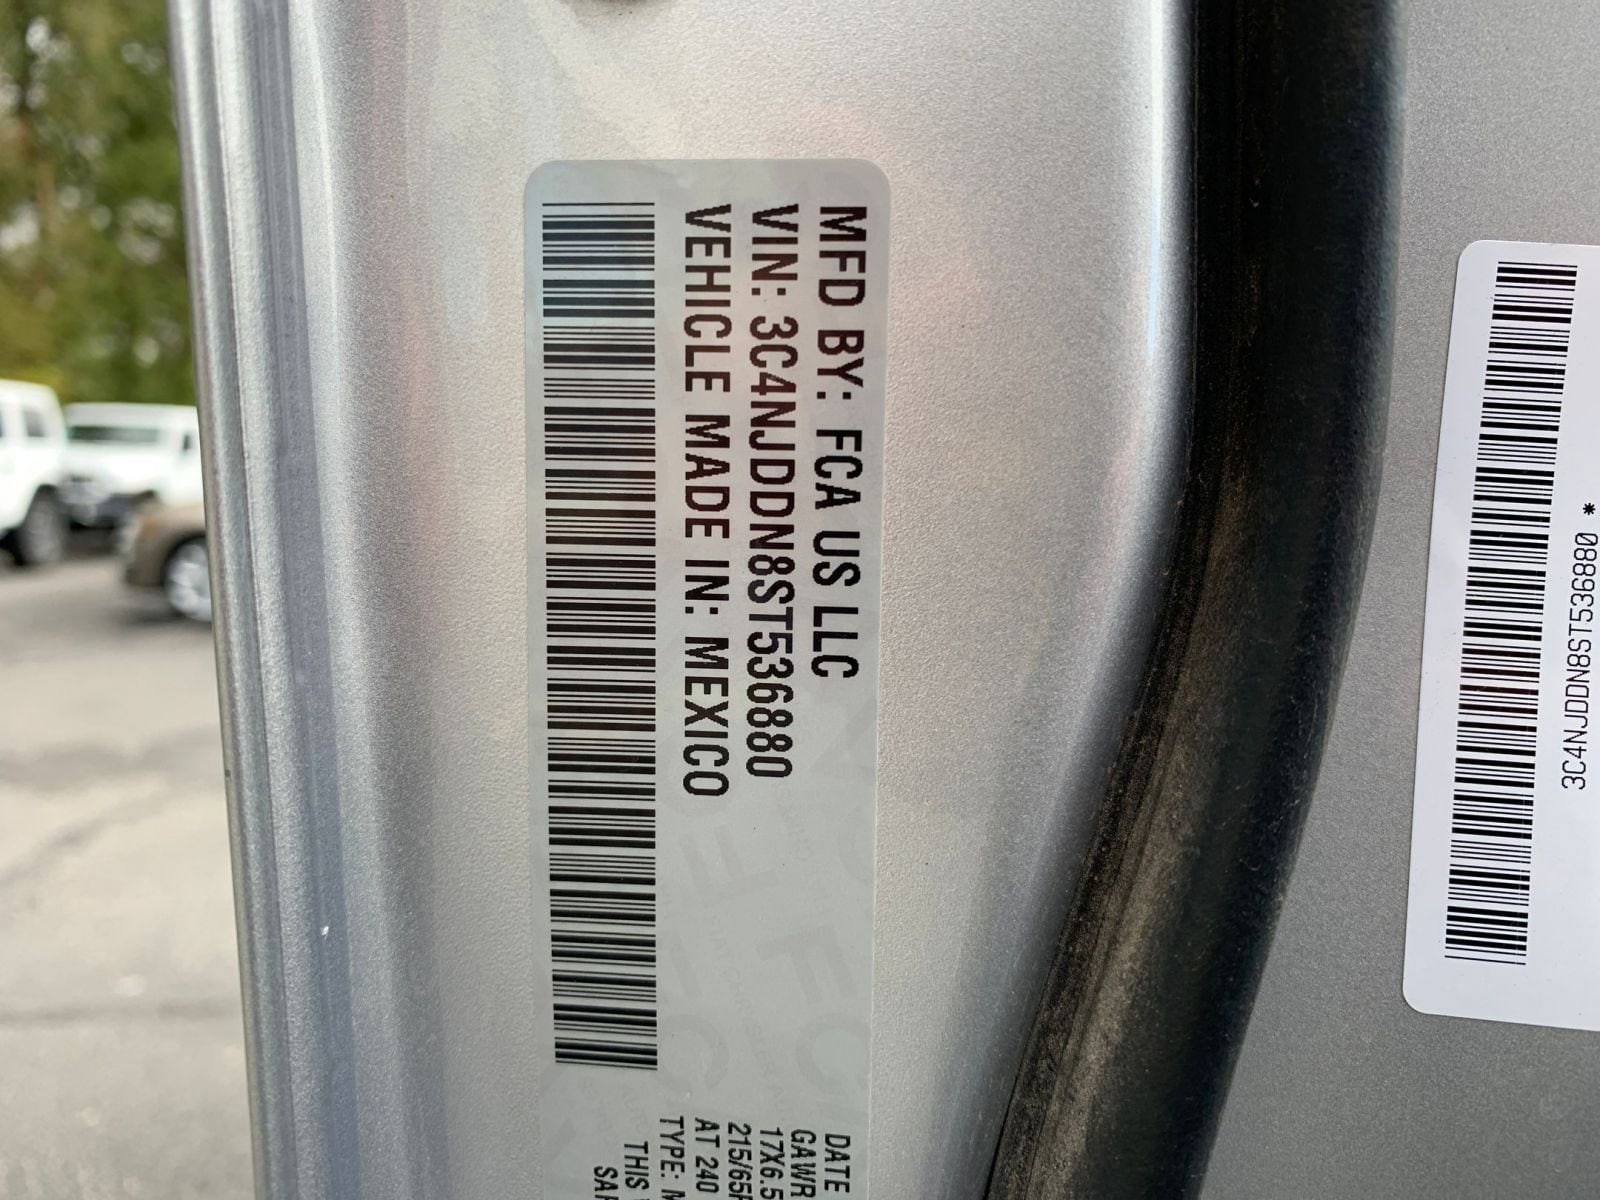 MFD BY: FCA US LLC
VIN: 3C4NJDDN8ST536880
VEHICLE MADE IN: MEXICO
DATE
GAWR
17X6.5
215/65R
AT 240
TYPE: M
THIS
3C4NJDDN8ST536880 *